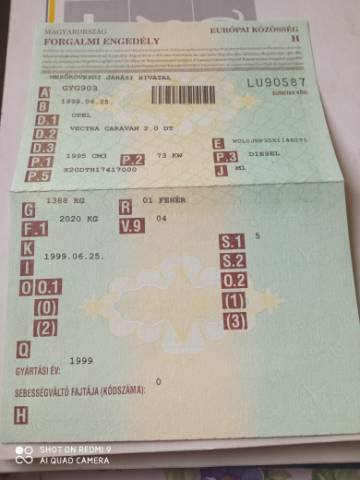 MAGYARORSZÁG EURÓPAI KÖZÖSSÉG
FORGALMI ENGEDÉLY H
MEZŐKÖVESDI JÁRÁSI HIVATAL
A GYG903 LU90587
B 1999.06.25.
D.1 OPEL
D.2 VECTRA CARAVAN 2.0 DT
D.3 E
P.1 1995 CM3 P.2 73 KW P.3 DIESEL
P.5 X20DTH17417000 J M1
G 1388 KG R 01 FEHÉR
F.1 2020 KG V.9 04
K S.1 5
I 1999.06.25. S.2
O O.1 O.2
(0) (1)
(2) (3)
Q
GYÁRTÁSI ÉV: 1999
SEBESSÉGVÁLTÓ FAJTÁJA (KÓDSZÁMA): 0
H
SHOT ON REDMI 9
AI QUAD CAMERA